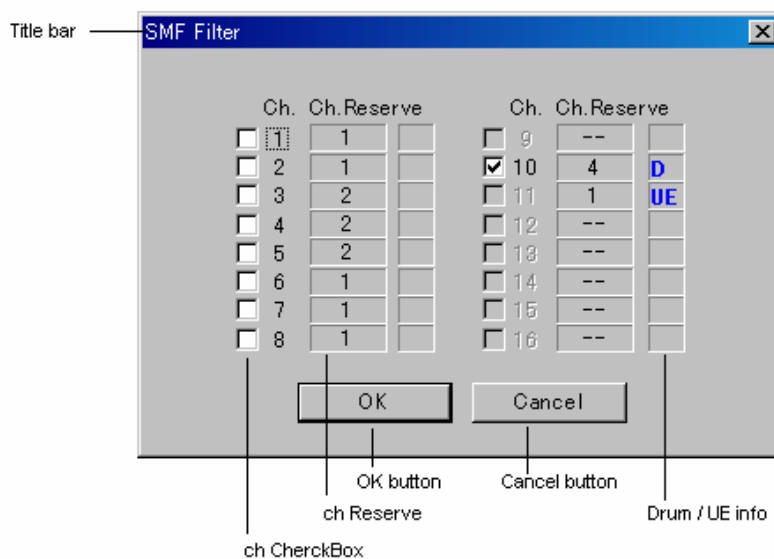 Title bar
SMF Filter
Ch. Ch.Reserve Ch. Ch.Reserve
1 1 9 --
2 1 10 4 D
3 2 11 1 UE
4 2 12 --
5 2 13 --
6 1 14 --
7 1 15 --
8 1 16 --
OK Cancel
OK button Cancel button
ch Reserve Drum / UE info
ch CherckBox